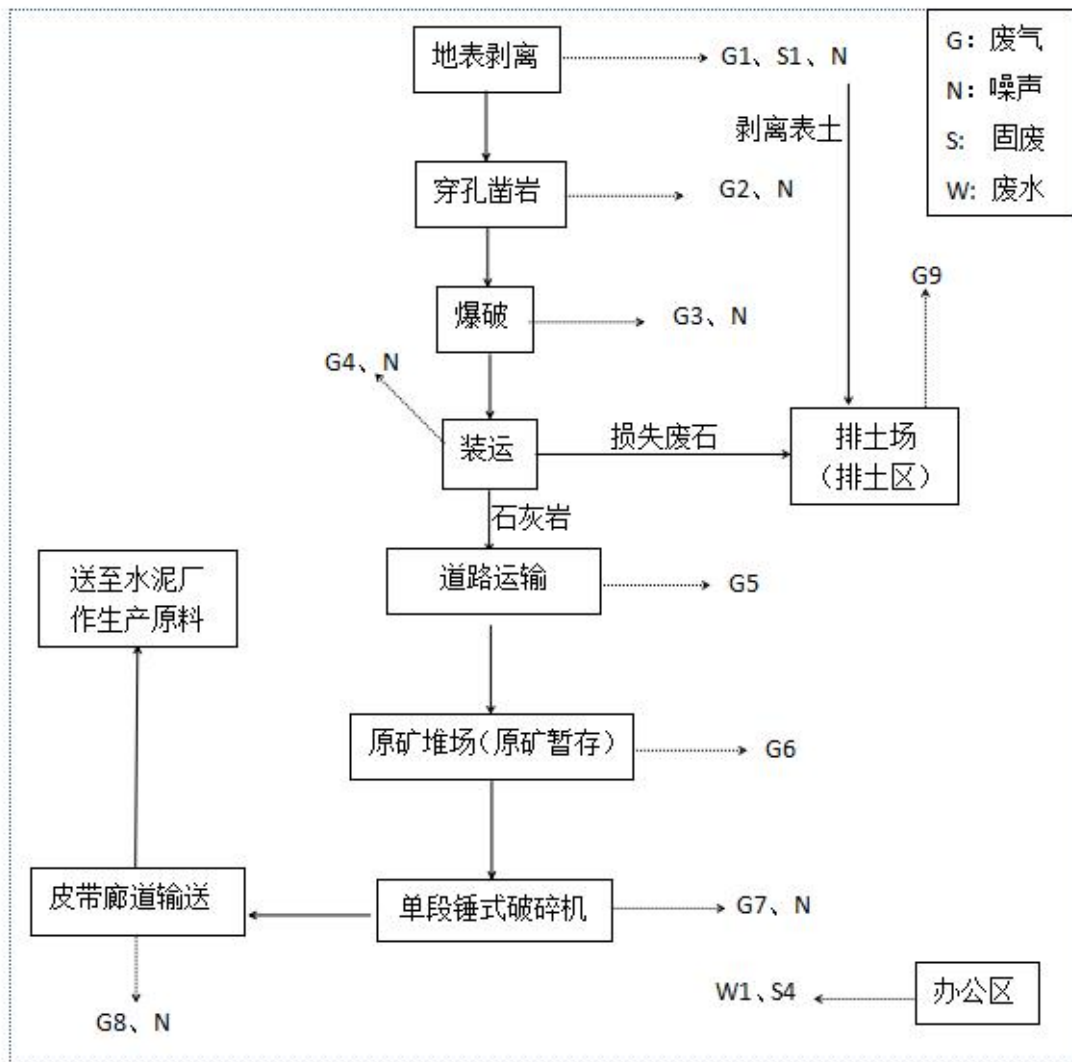 地表剥离
G1、S1、N
G：废气
N：噪声
S: 固废
W: 废水
剥离表土
穿孔凿岩
G2、N
G9
爆破
G3、N
G4、N
装运
损失废石
排土场
（排土区）
石灰岩
道路运输
G5
送至水泥厂
作生产原料
原矿堆场（原矿暂存）
G6
皮带廊道输送
单段锤式破碎机
G7、N
W1、S4
办公区
G8、N